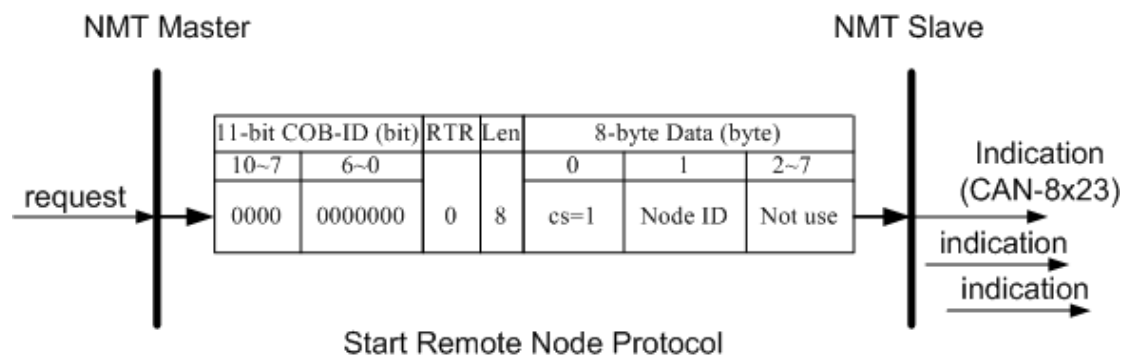 NMT Master
NMT Slave
11-bit COB-ID (bit) RTR Len 8-byte Data (byte)
10~7 6~0 0 1 2~7
0000 0000000 0 8 cs=1 Node ID Not use
request
Indication
(CAN-8x23)
indication
indication
Start Remote Node Protocol